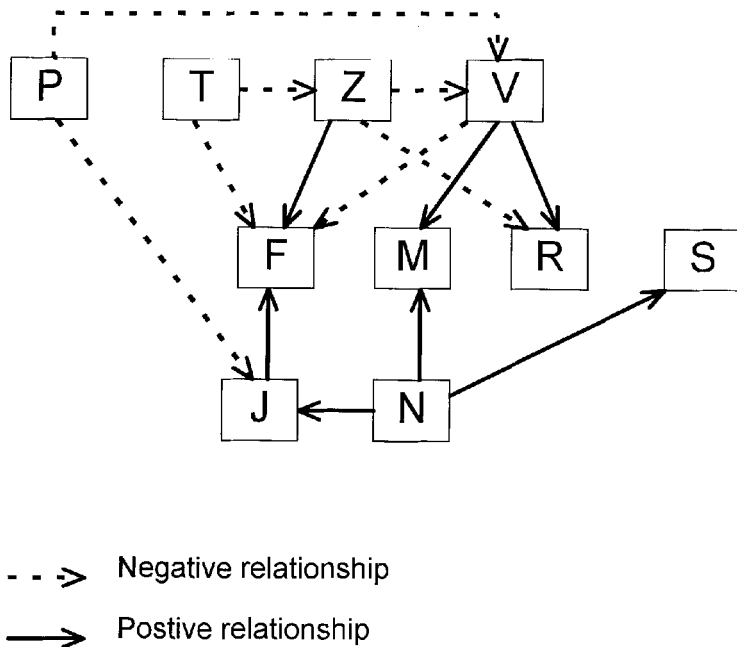 P T Z V
F M R S
J N
Negative relationship
Postive relationship